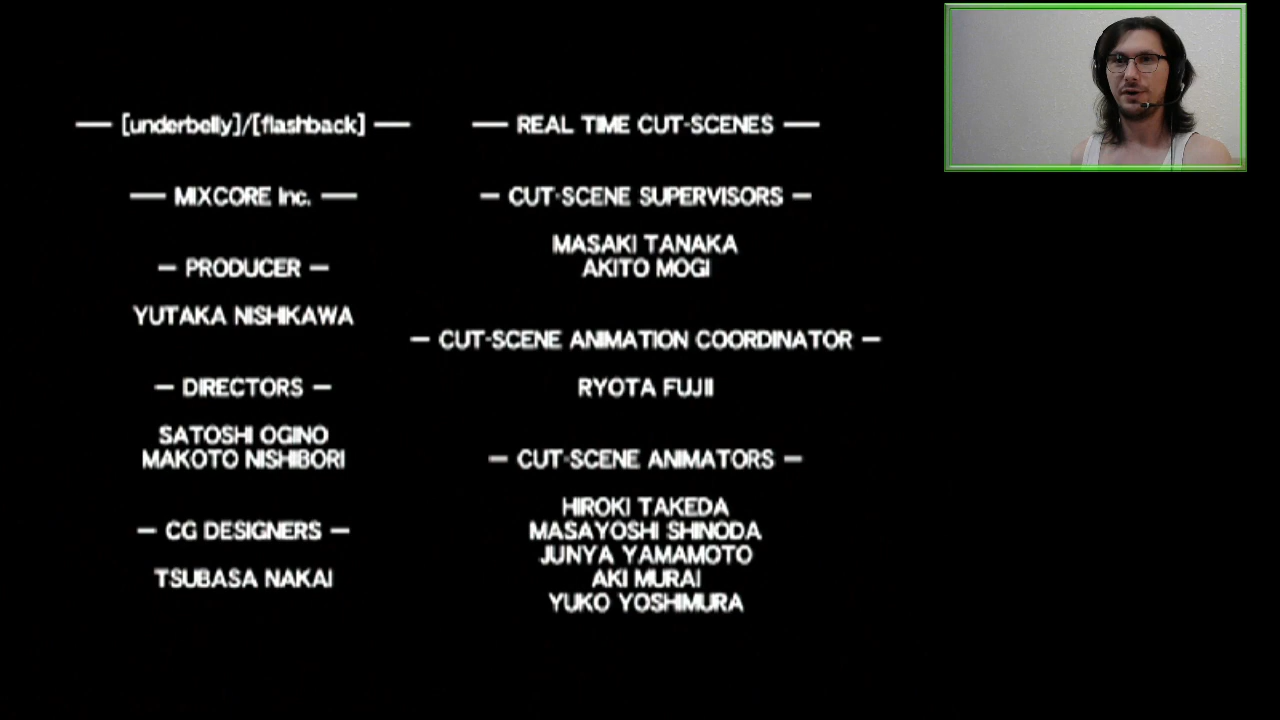 — [underbelly]/[flashback] —
— MIXCORE Inc. —
— PRODUCER —
YUTAKA NISHIKAWA
— DIRECTORS —
SATOSHI OGINO
MAKOTO NISHIBORI
— CG DESIGNERS —
TSUBASA NAKAI
— REAL TIME CUT-SCENES —
— CUT-SCENE SUPERVISORS —
MASAKI TANAKA
AKITO MOGI
— CUT-SCENE ANIMATION COORDINATOR —
RYOTA FUJII
— CUT-SCENE ANIMATORS —
HIROKI TAKEDA
MASAYOSHI SHINODA
JUNYA YAMAMOTO
AKI MURAI
YUKO YOSHIMURA